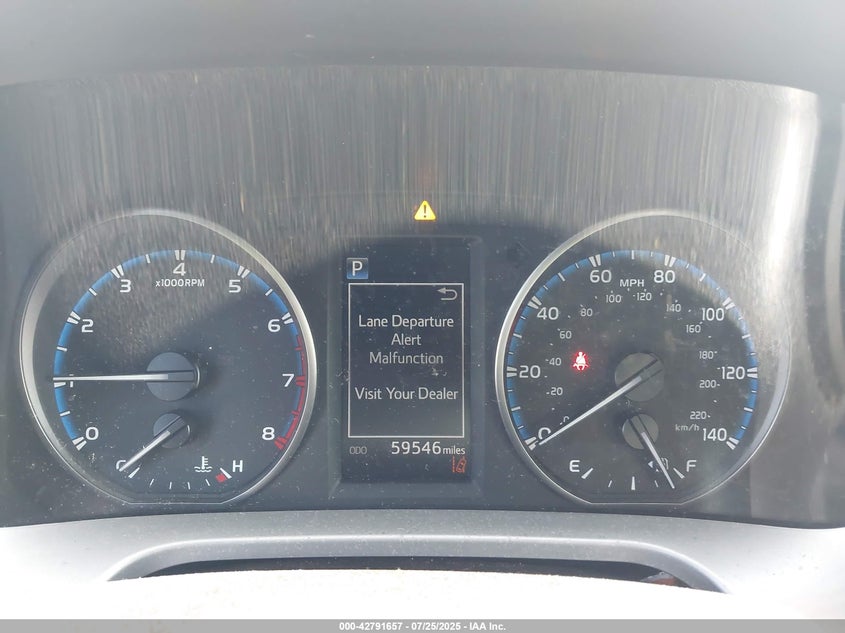 P
Lane Departure
Alert
Malfunction
Visit Your Dealer
ODO 59546 miles
x1000RPM
0
1
2
3
4
5
6
7
8
C
H
MPH
0
20
40
60
80
100
120
140
0
20
40
60
80
100
120
140
160
180
200
220
km/h
E
F
000-42791657 - 07/25/2025 - IAA Inc.